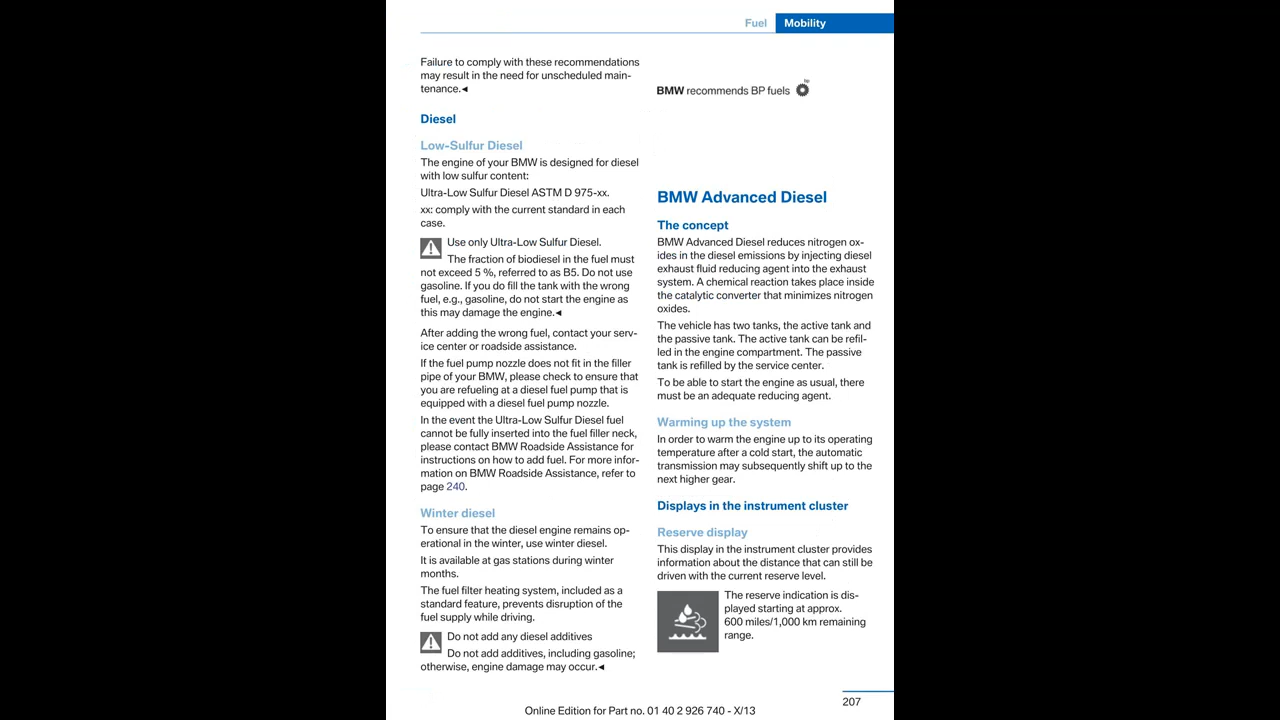 Fuel Mobility
Failure to comply with these recommendations
may result in the need for unscheduled main-
tenance.◄
Diesel
Low-Sulfur Diesel
The engine of your BMW is designed for diesel
with low sulfur content:
Ultra-Low Sulfur Diesel ASTM D 975-xx.
xx: comply with the current standard in each
case.
Use only Ultra-Low Sulfur Diesel.
The fraction of biodiesel in the fuel must
not exceed 5 %, referred to as B5. Do not use
gasoline. If you do fill the tank with the wrong
fuel, e.g., gasoline, do not start the engine as
this may damage the engine.◄
After adding the wrong fuel, contact your serv-
ice center or roadside assistance.
If the fuel pump nozzle does not fit in the filler
pipe of your BMW, please check to ensure that
you are refueling at a diesel fuel pump that is
equipped with a diesel fuel pump nozzle.
In the event the Ultra-Low Sulfur Diesel fuel
cannot be fully inserted into the fuel filler neck,
please contact BMW Roadside Assistance for
instructions on how to add fuel. For more infor-
mation on BMW Roadside Assistance, refer to
page 240.
Winter diesel
To ensure that the diesel engine remains op-
erational in the winter, use winter diesel.
It is available at gas stations during winter
months.
The fuel filter heating system, included as a
standard feature, prevents disruption of the
fuel supply while driving.
Do not add any diesel additives
Do not add additives, including gasoline;
otherwise, engine damage may occur.◄
BMW recommends BP fuels
bp
BMW Advanced Diesel
The concept
BMW Advanced Diesel reduces nitrogen ox-
ides in the diesel emissions by injecting diesel
exhaust fluid reducing agent into the exhaust
system. A chemical reaction takes place inside
the catalytic converter that minimizes nitrogen
oxides.
The vehicle has two tanks, the active tank and
the passive tank. The active tank can be refil-
led in the engine compartment. The passive
tank is refilled by the service center.
To be able to start the engine as usual, there
must be an adequate reducing agent.
Warming up the system
In order to warm the engine up to its operating
temperature after a cold start, the automatic
transmission may subsequently shift up to the
next higher gear.
Displays in the instrument cluster
Reserve display
This display in the instrument cluster provides
information about the distance that can still be
driven with the current reserve level.
The reserve indication is dis-
played starting at approx.
600 miles/1,000 km remaining
range.
207
Online Edition for Part no. 01 40 2 926 740 - X/13